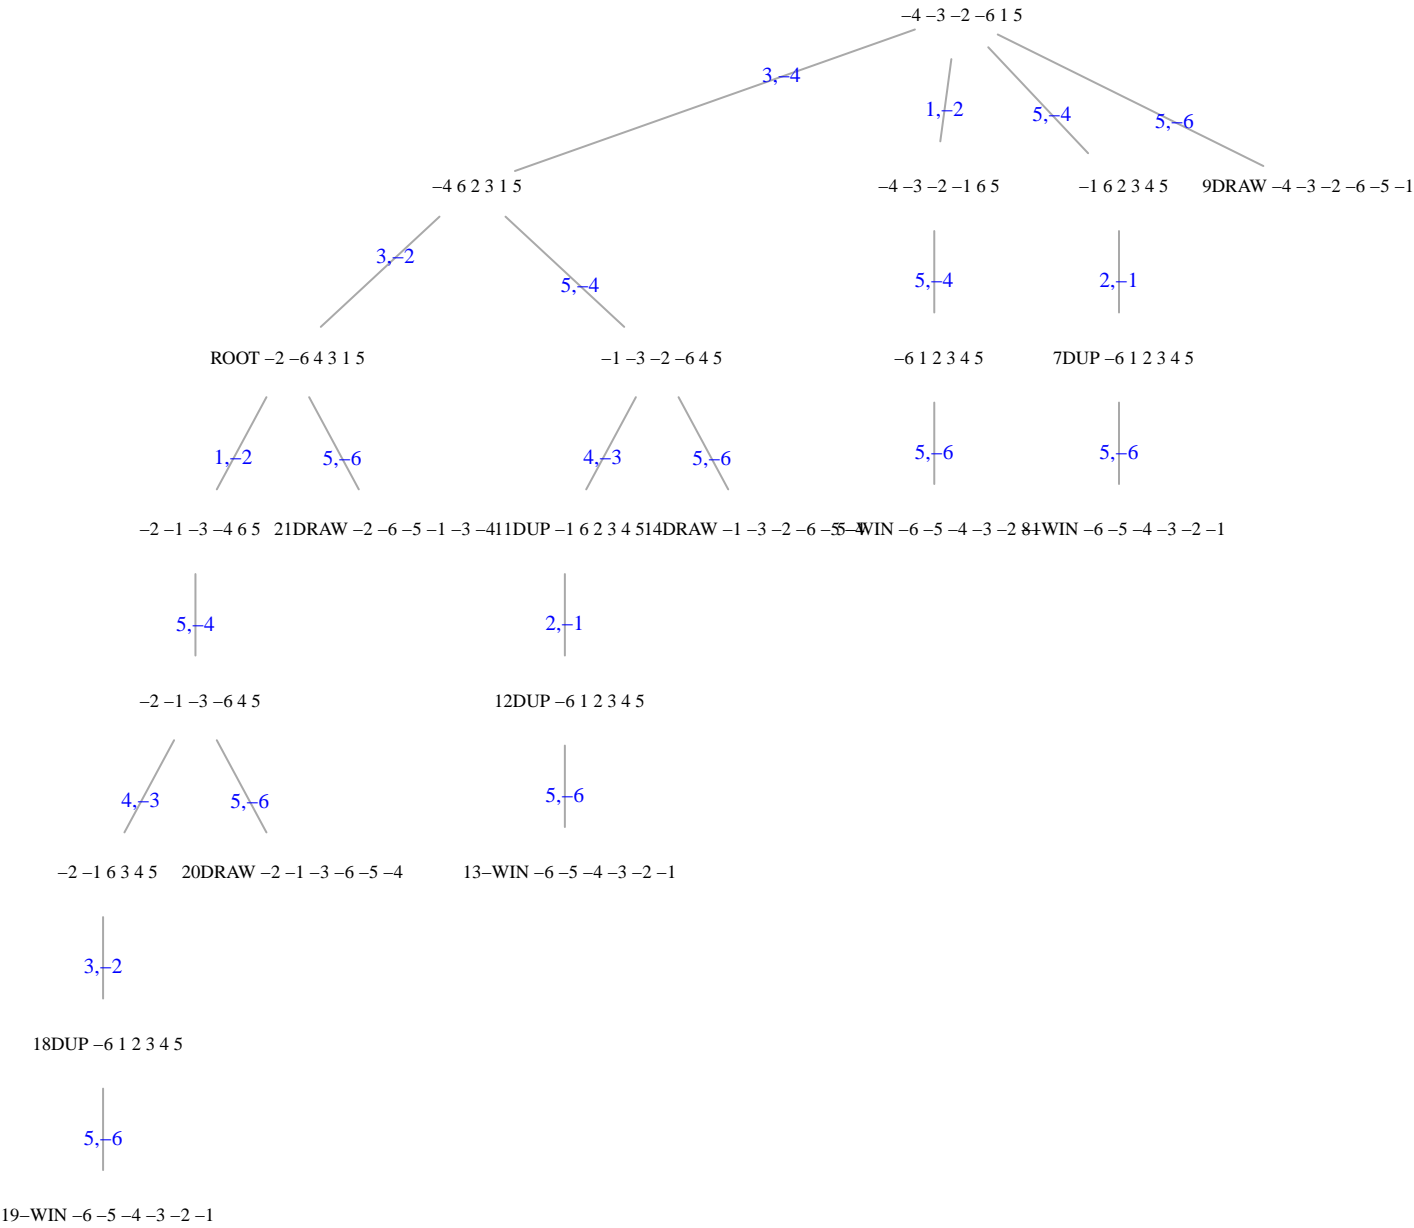 –4 –3 –2 –6 1 5
3,–4
1,–2
5,–4
5,–6
–4 6 2 3 1 5
–4 –3 –2 –1 6 5
–1 6 2 3 4 5
9DRAW –4 –3 –2 –6 –5 –1
3,–2
5,–4
5,–4
2,–1
ROOT –2 –6 4 3 1 5
–1 –3 –2 –6 4 5
–6 1 2 3 4 5
7DUP –6 1 2 3 4 5
1,–2
5,–6
4,–3
5,–6
5,–6
5,–6
–2 –1 –3 –4 6 5
21DRAW –2 –6 –5 –1 –3 –4
11DUP –1 6 2 3 4 5
14DRAW –1 –3 –2 –6 –5 –4
5–WIN –6 –5 –4 –3 –2 –1
8–WIN –6 –5 –4 –3 –2 –1
5,–4
2,–1
–2 –1 –3 –6 4 5
12DUP –6 1 2 3 4 5
4,–3
5,–6
5,–6
–2 –1 6 3 4 5
20DRAW –2 –1 –3 –6 –5 –4
13–WIN –6 –5 –4 –3 –2 –1
3,–2
18DUP –6 1 2 3 4 5
5,–6
19–WIN –6 –5 –4 –3 –2 –1